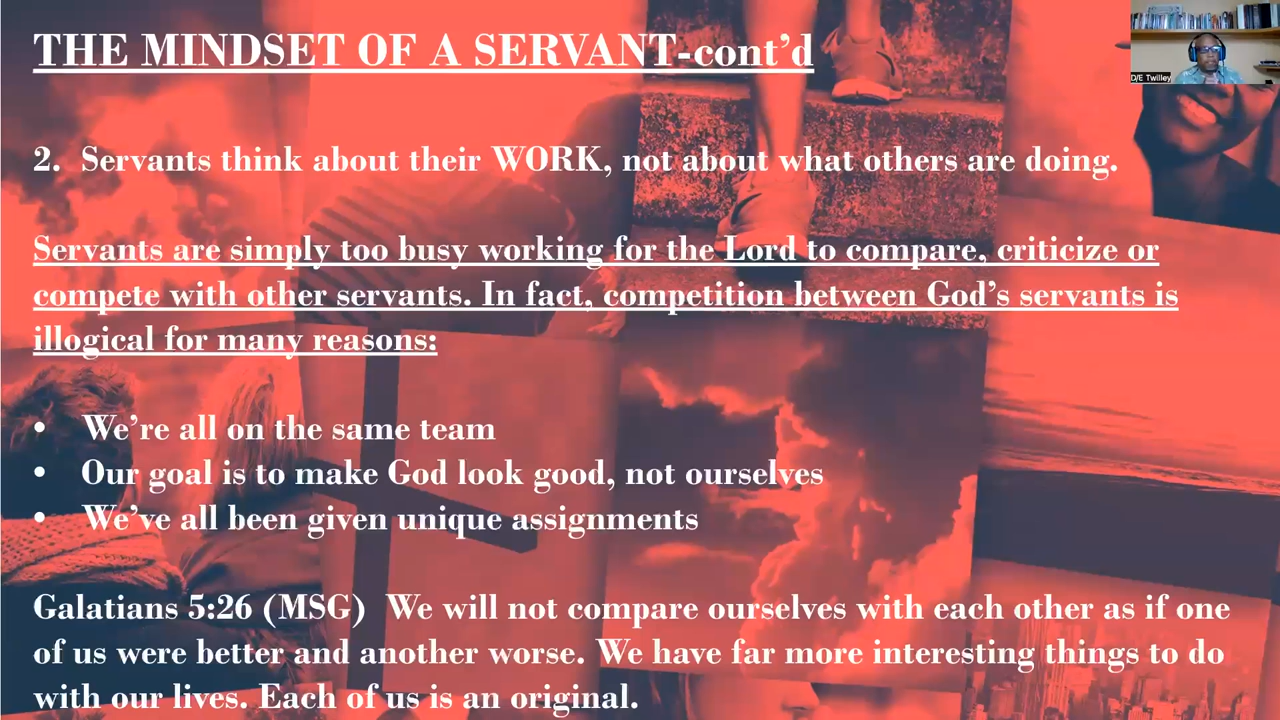 THE MINDSET OF A SERVANT-cont’d
D/E Twilley
2. Servants think about their WORK, not about what others are doing.
Servants are simply too busy working for the Lord to compare, criticize or
compete with other servants. In fact, competition between God’s servants is
illogical for many reasons:
• We’re all on the same team
• Our goal is to make God look good, not ourselves
• We’ve all been given unique assignments
Galatians 5:26 (MSG) We will not compare ourselves with each other as if one
of us were better and another worse. We have far more interesting things to do
with our lives. Each of us is an original.